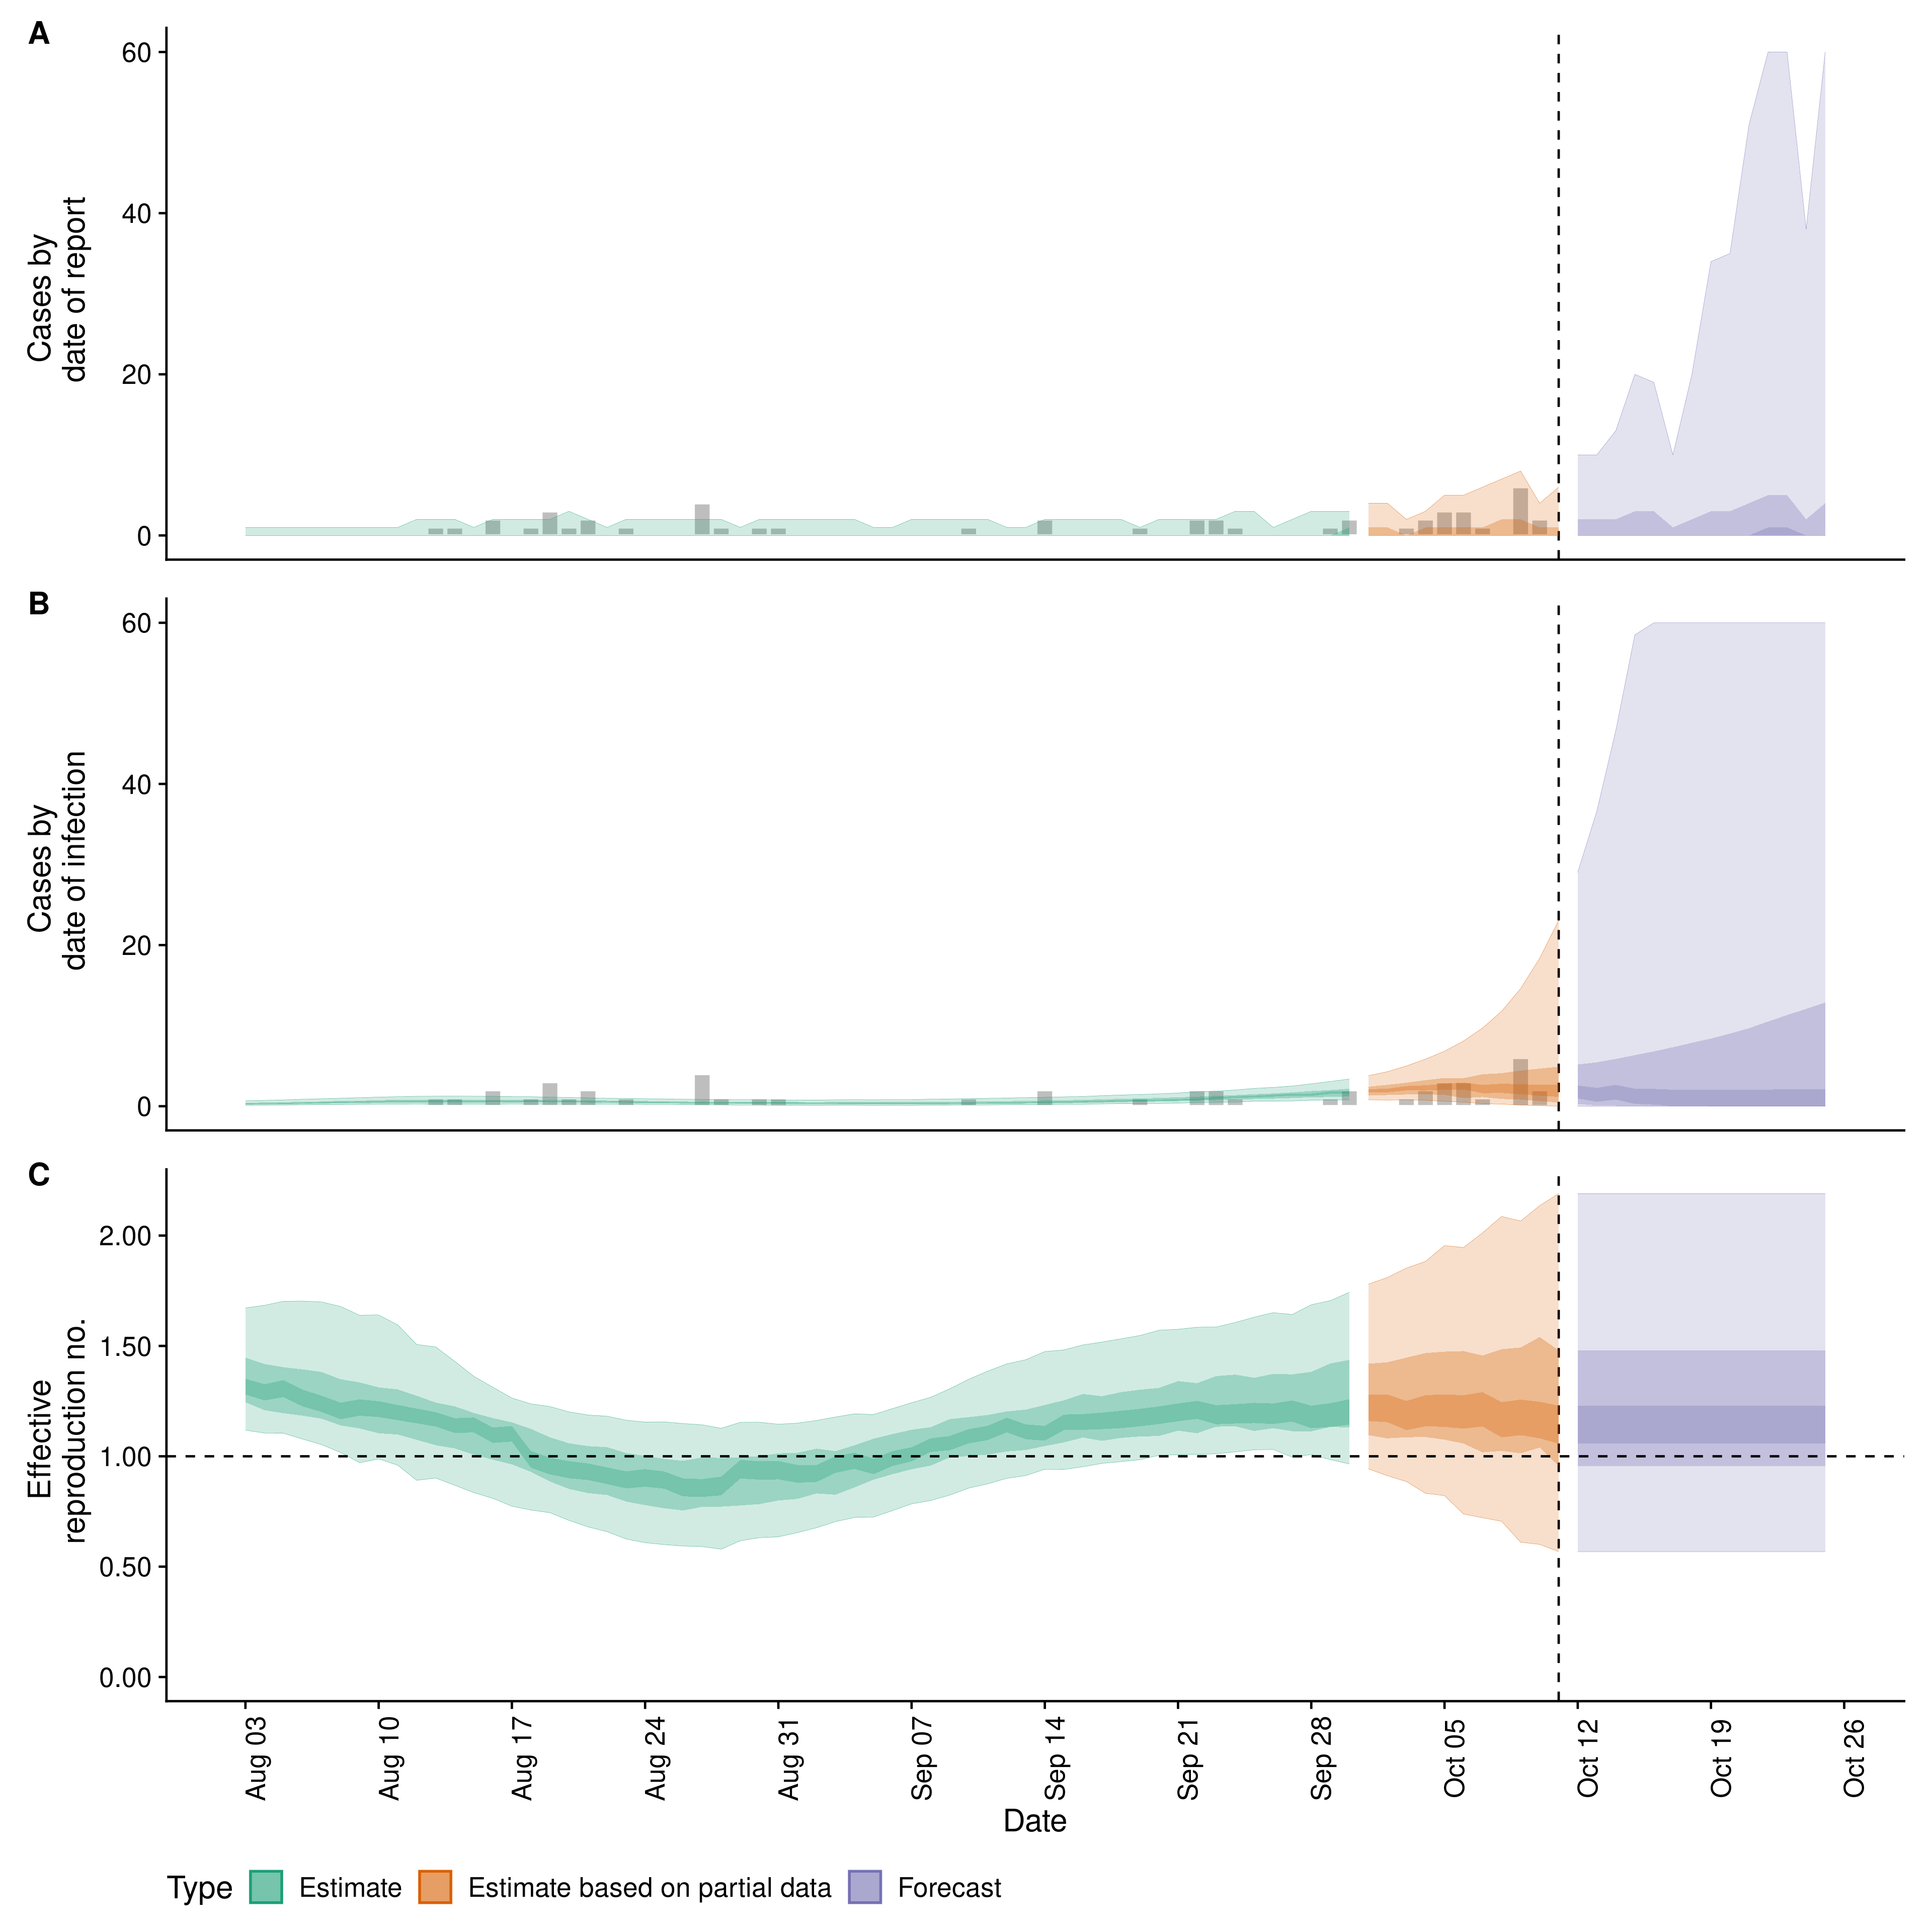 A
60
40
20
0
Cases by
date of report
B
60
40
20
0
Cases by
date of infection
C
2.00
1.50
1.00
0.50
0.00
Effective
reproduction no.
Aug 03
Aug 10
Aug 17
Aug 24
Aug 31
Sep 07
Sep 14
Sep 21
Sep 28
Oct 05
Oct 12
Oct 19
Oct 26
Date
Type Estimate Estimate based on partial data Forecast